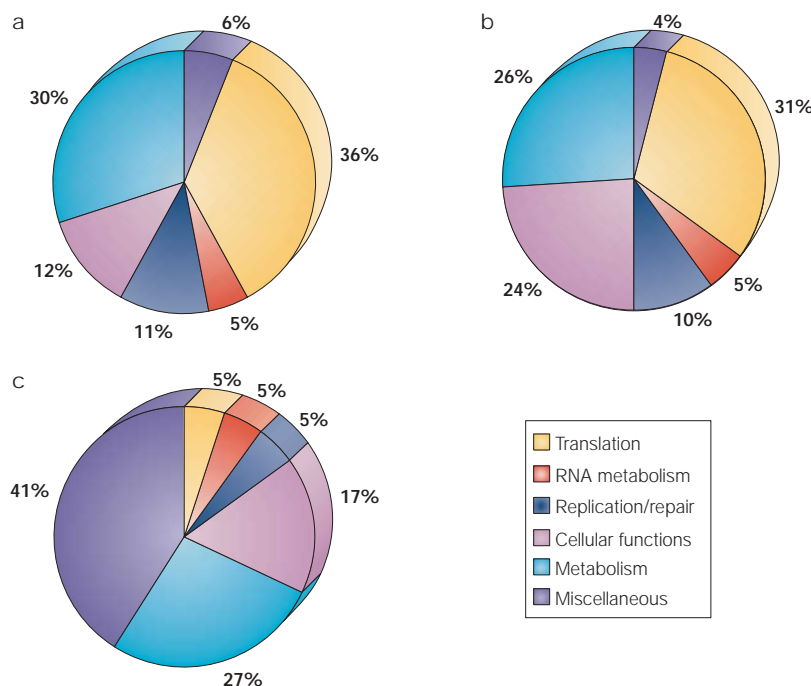 a
6%
36%
5%
11%
12%
30%
b
4%
31%
5%
10%
24%
26%
c
5%
5%
5%
17%
27%
41%
Translation
RNA metabolism
Replication/repair
Cellular functions
Metabolism
Miscellaneous